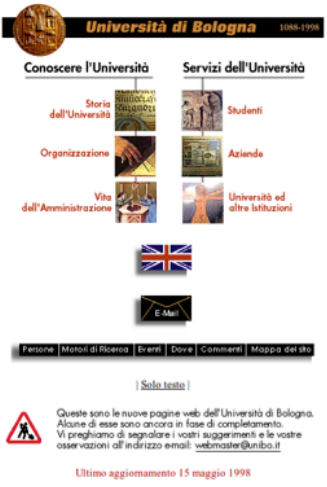 Università di Bologna 1088-1998
Conoscere l'Università
Servizi dell'Università
Storia
dell'Università
Studenti
Organizzazione
Aziende
Vita
dell'Amministrazione
Università ed
altre Istituzioni
E-Mail
Persone | Motori di Ricerca | Eventi | Dove | Commenti | Mappa del sito
| Solo testo |
Queste sono le nuove pagine web dell'Università di Bologna.
Alcune di esse sono ancora in fase di completamento.
Vi preghiamo di segnalare i vostri suggerimenti e le vostre
osservazioni all'indirizzo e-mail: webmaster@unibo.it
Ultimo aggiornamento 15 maggio 1998